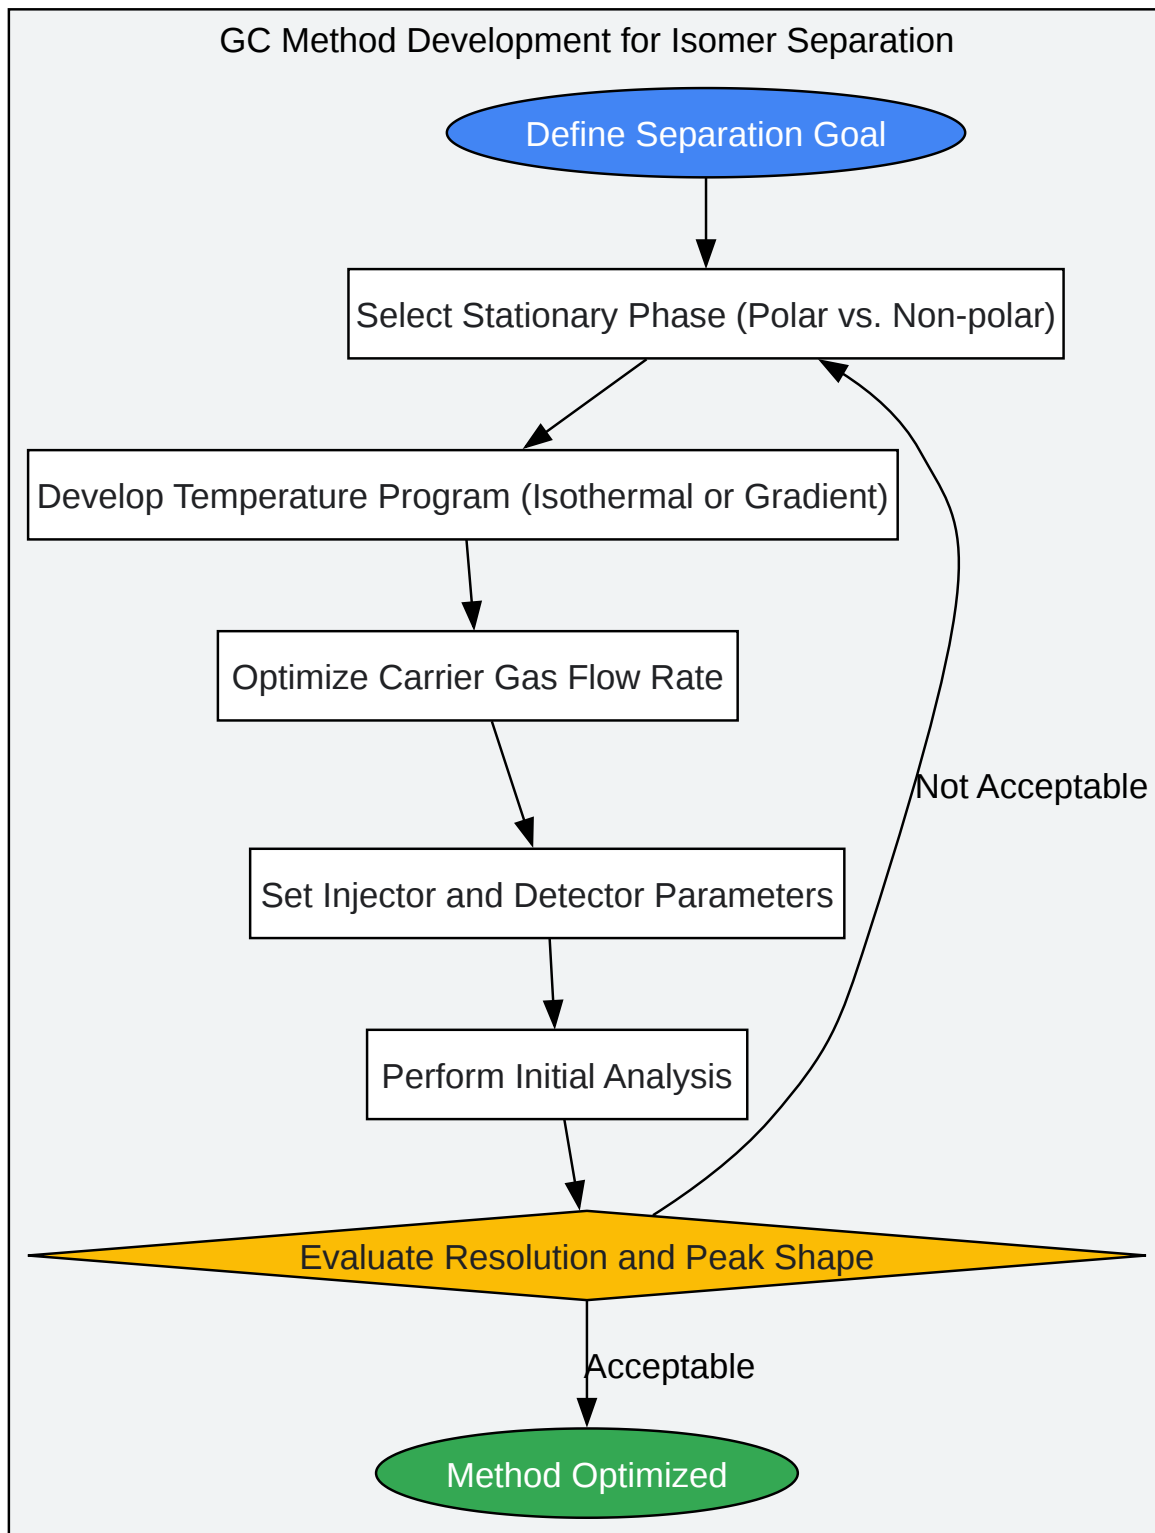 GC Method Development for Isomer Separation
Define Separation Goal
Select Stationary Phase (Polar vs. Non-polar)
Develop Temperature Program (Isothermal or Gradient)
Optimize Carrier Gas Flow Rate
Not Acceptable
Set Injector and Detector Parameters
Perform Initial Analysis
Evaluate Resolution and Peak Shape
Acceptable
Method Optimized